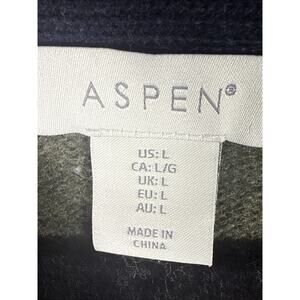 ASPEN®
US: L
CA: L/G
UK: L
EU: L
AU: L
MADE IN
CHINA